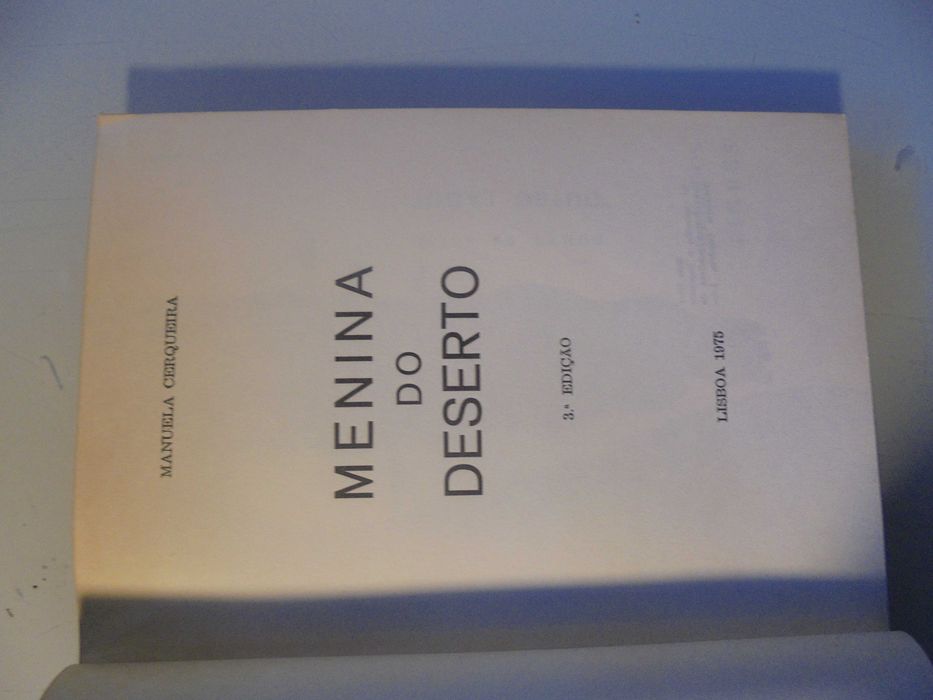 MANUELA CERQUEIRA
MENINA
DO
DESERTO
3.ª EDIÇÃO
LISBOA 1975